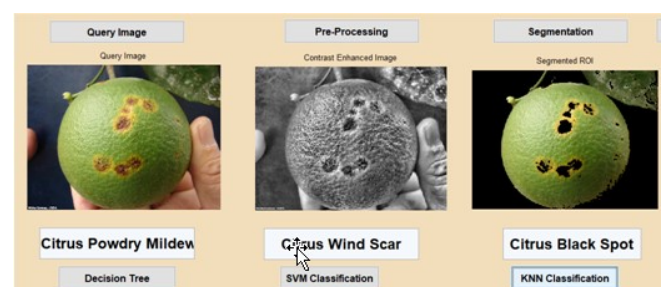 Query Image
Pre-Processing
Segmentation
Query Image
Contrast Enhanced Image
Segmented ROI
Citrus Powdry Mildew
Citrus Wind Scar
Citrus Black Spot
Decision Tree
SVM Classification
KNN Classification